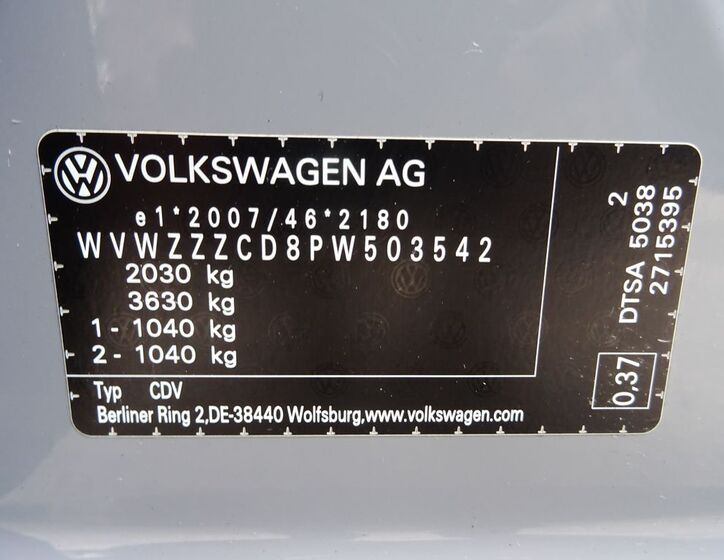 VOLKSWAGEN AG
e1*2007/46*2180
WVWZZZCD8PW503542
2030 kg
3630 kg
1 - 1040 kg
2 - 1040 kg
Typ CDV
Berliner Ring 2,DE-38440 Wolfsburg,www.volkswagen.com
2
DTSA 5038
2715395
0,37